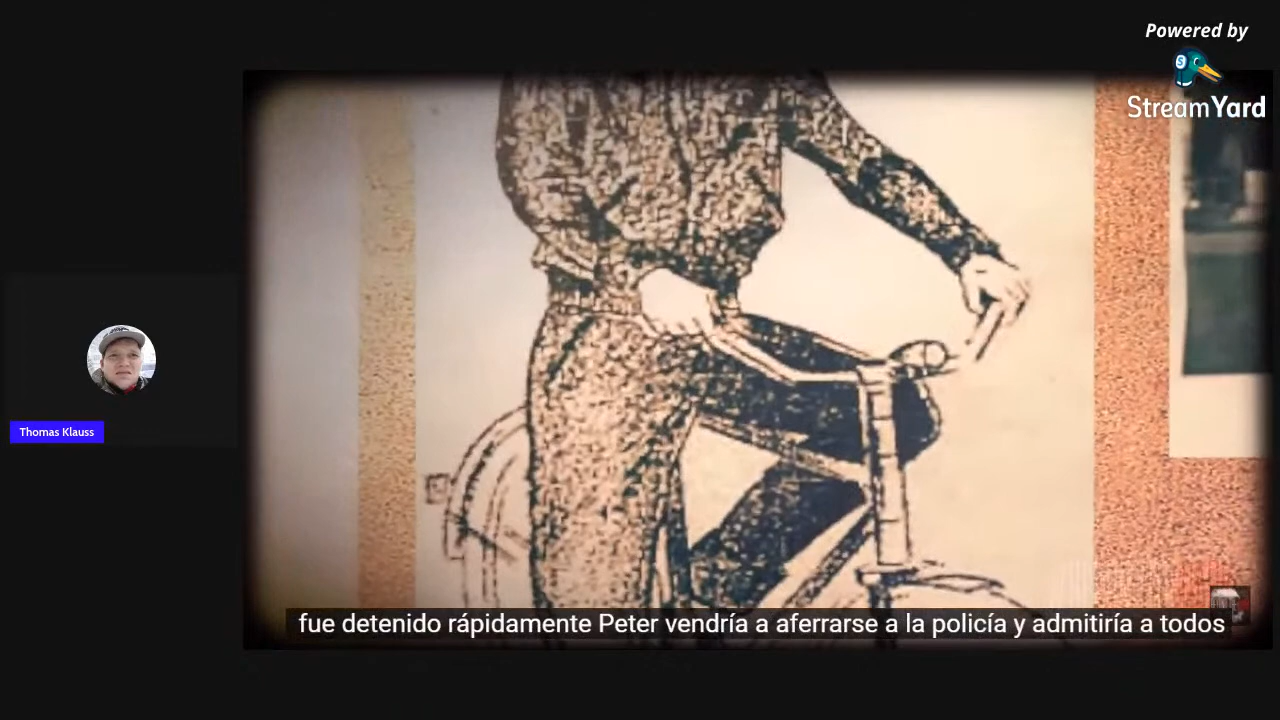 Powered by
StreamYard
Thomas Klauss
fue detenido rápidamente Peter vendría a aferrarse a la policía y admitiría a todos